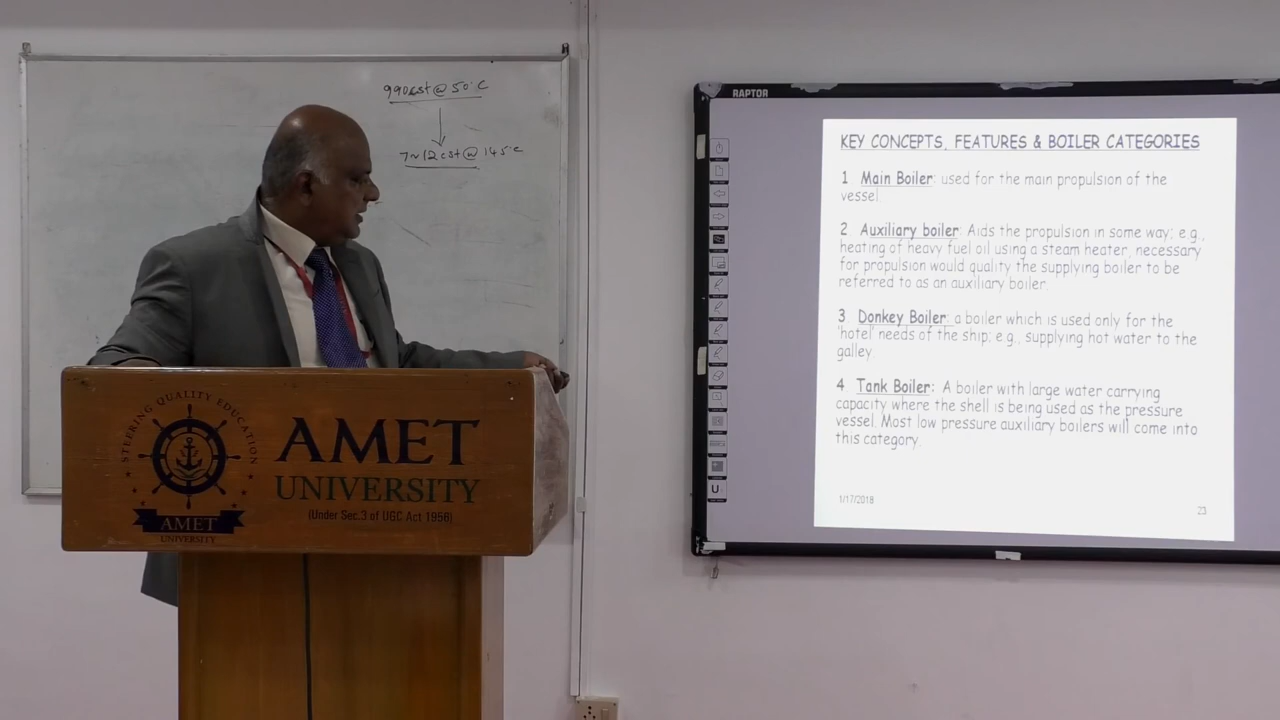 990cst @ 50°C
7~12cst @ 145°C
STEERING QUALITY EDUCATION
AMET
UNIVERSITY
AMET
UNIVERSITY
(Under Sec.3 of UGC Act 1956)
RAPTOR
KEY CONCEPTS, FEATURES & BOILER CATEGORIES
1 Main Boiler: used for the main propulsion of the
vessel.
2. Auxiliary boiler: Aids the propulsion in some way; e.g.,
heating of heavy fuel oil using a steam heater, necessary
for propulsion would quality the supplying boiler to be
referred to as an auxiliary boiler.
3. Donkey Boiler: a boiler which is used only for the
'hotel' needs of the ship; e.g., supplying hot water to the
galley.
4 Tank Boiler: A boiler with large water carrying
capacity where the shell is being used as the pressure
vessel. Most low pressure auxiliary boilers will come into
this category.
1/17/2018
23